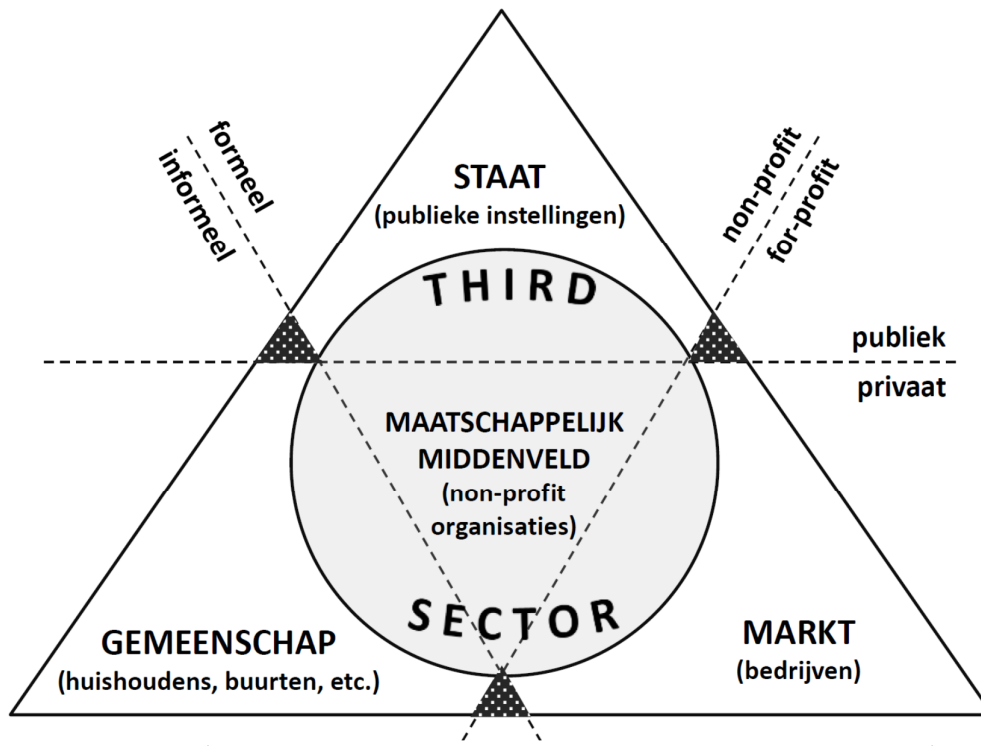 formeel
informeel
non-profit
for-profit
STAAT
(publieke instellingen)
THIRD
publiek
privaat
MAATSCHAPPELIJK
MIDDENVELD
(non-profit
organisaties)
SECTOR
GEMEENSCHAP
(huishoudens, buurten, etc.)
MARKT
(bedrijven)